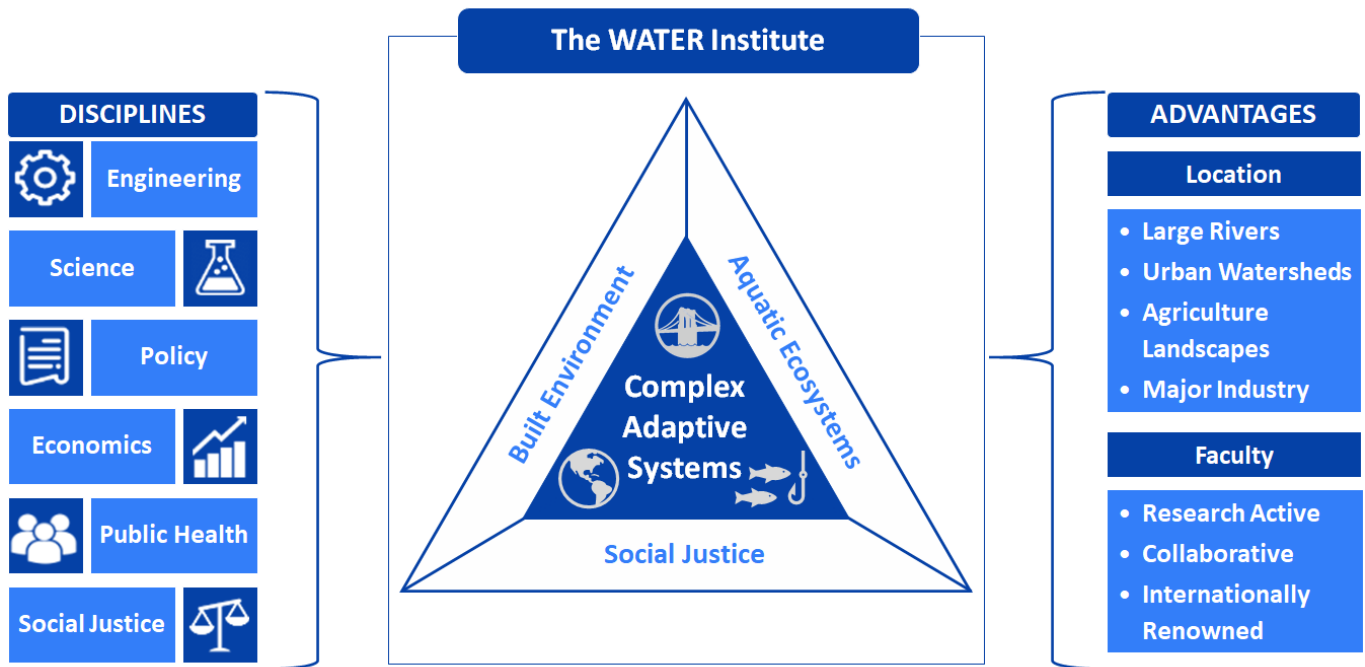 The WATER Institute
DISCIPLINES
Engineering
Science
Policy
Economics
Public Health
Social Justice
Built Environment
Aquatic Ecosystems
Complex
Adaptive
Systems
Social Justice
ADVANTAGES
Location
• Large Rivers
• Urban Watersheds
• Agriculture
Landscapes
• Major Industry
Faculty
• Research Active
• Collaborative
• Internationally
Renowned